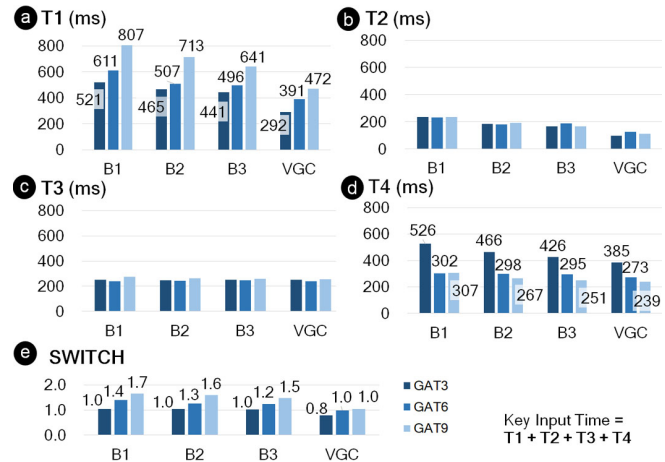 a T1 (ms)
800
600
400
200
0
521
611
807
465
507
713
441
496
641
292
391
472
B1 B2 B3 VGC
b T2 (ms)
800
600
400
200
0
B1 B2 B3 VGC
c T3 (ms)
800
600
400
200
0
B1 B2 B3 VGC
d T4 (ms)
800
600
400
200
0
526
302
307
466
298
267
426
295
251
385
273
239
B1 B2 B3 VGC
e SWITCH
2.0
1.0
0.0
1.0 1.4 1.7
1.0 1.3 1.6
1.0 1.2 1.5
0.8 1.0 1.0
B1 B2 B3 VGC
GAT3
GAT6
GAT9
Key Input Time =
T1 + T2 + T3 + T4